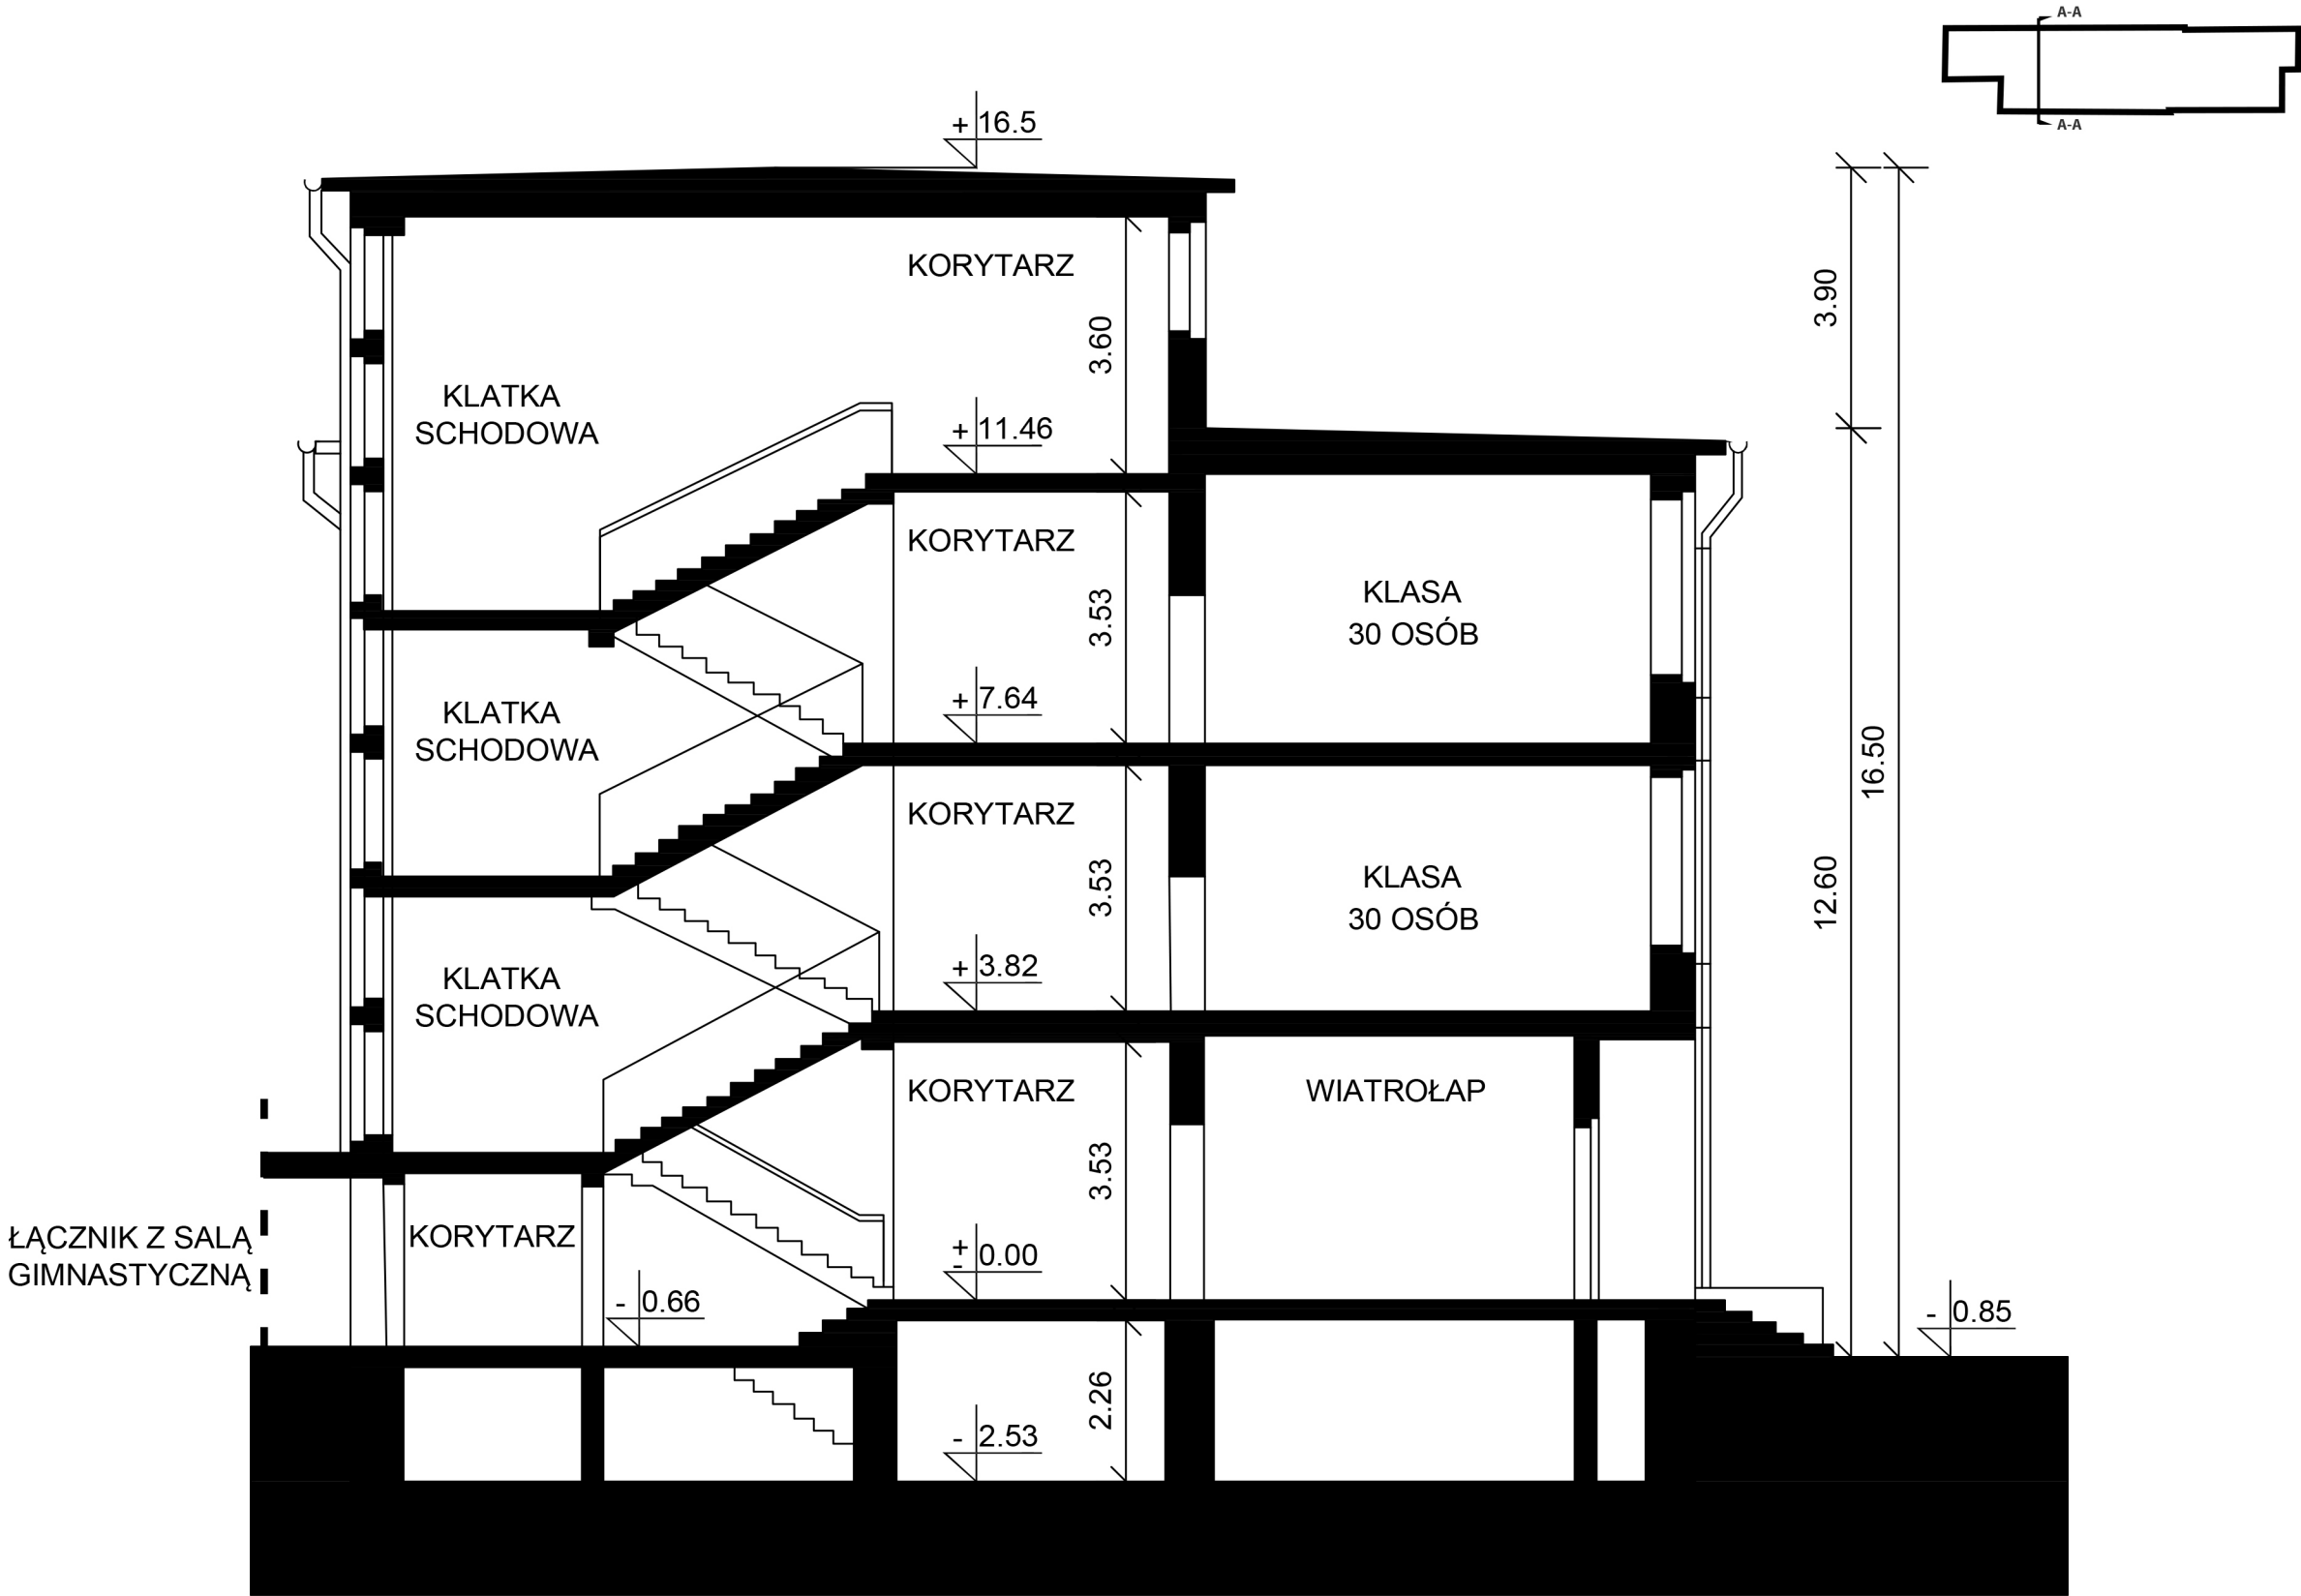 A-A
A-A
+ 16.5
KORYTARZ
3.90
3.60
KLATKA
SCHODOWA
+ 11.46
KORYTARZ
3.53
KLASA
30 OSÓB
+ 7.64
KLATKA
SCHODOWA
16.50
KORYTARZ
3.53
KLASA
30 OSÓB
12.60
+ 3.82
KLATKA
SCHODOWA
KORYTARZ
WIATROŁAP
3.53
ŁĄCZNIK Z SALĄ
GIMNASTYCZNĄ
KORYTARZ
+
- 0.00
- 0.66
- 0.85
2.26
- 2.53